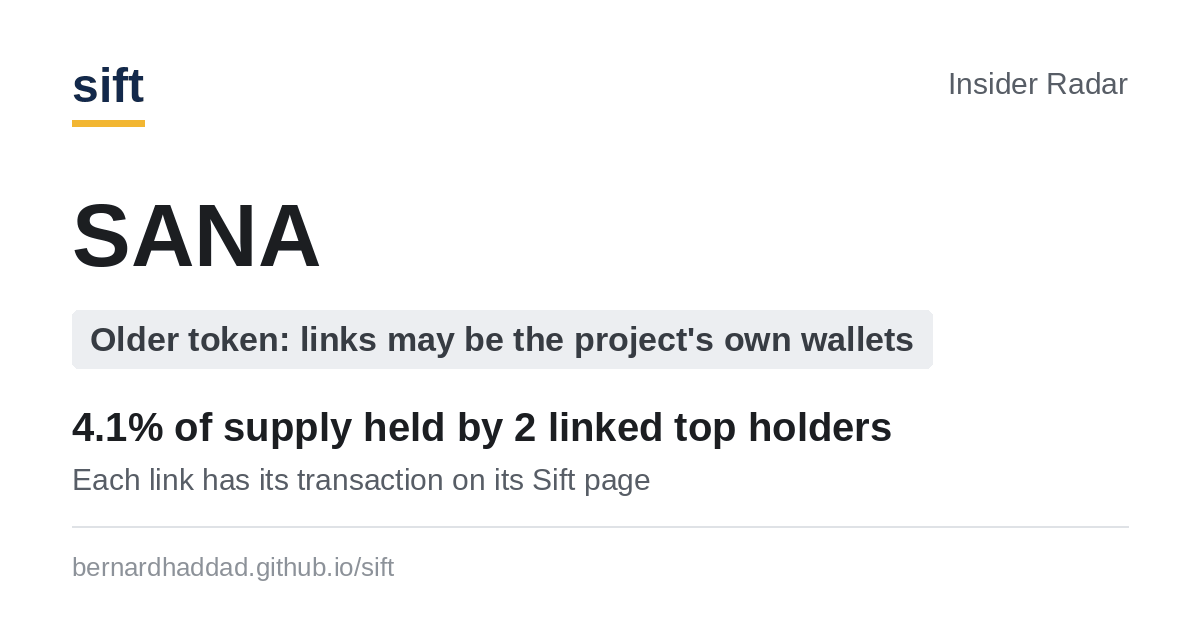 sift
Insider Radar
SANA
Older token: links may be the project's own wallets
4.1% of supply held by 2 linked top holders
Each link has its transaction on its Sift page
bernardhaddad.github.io/sift